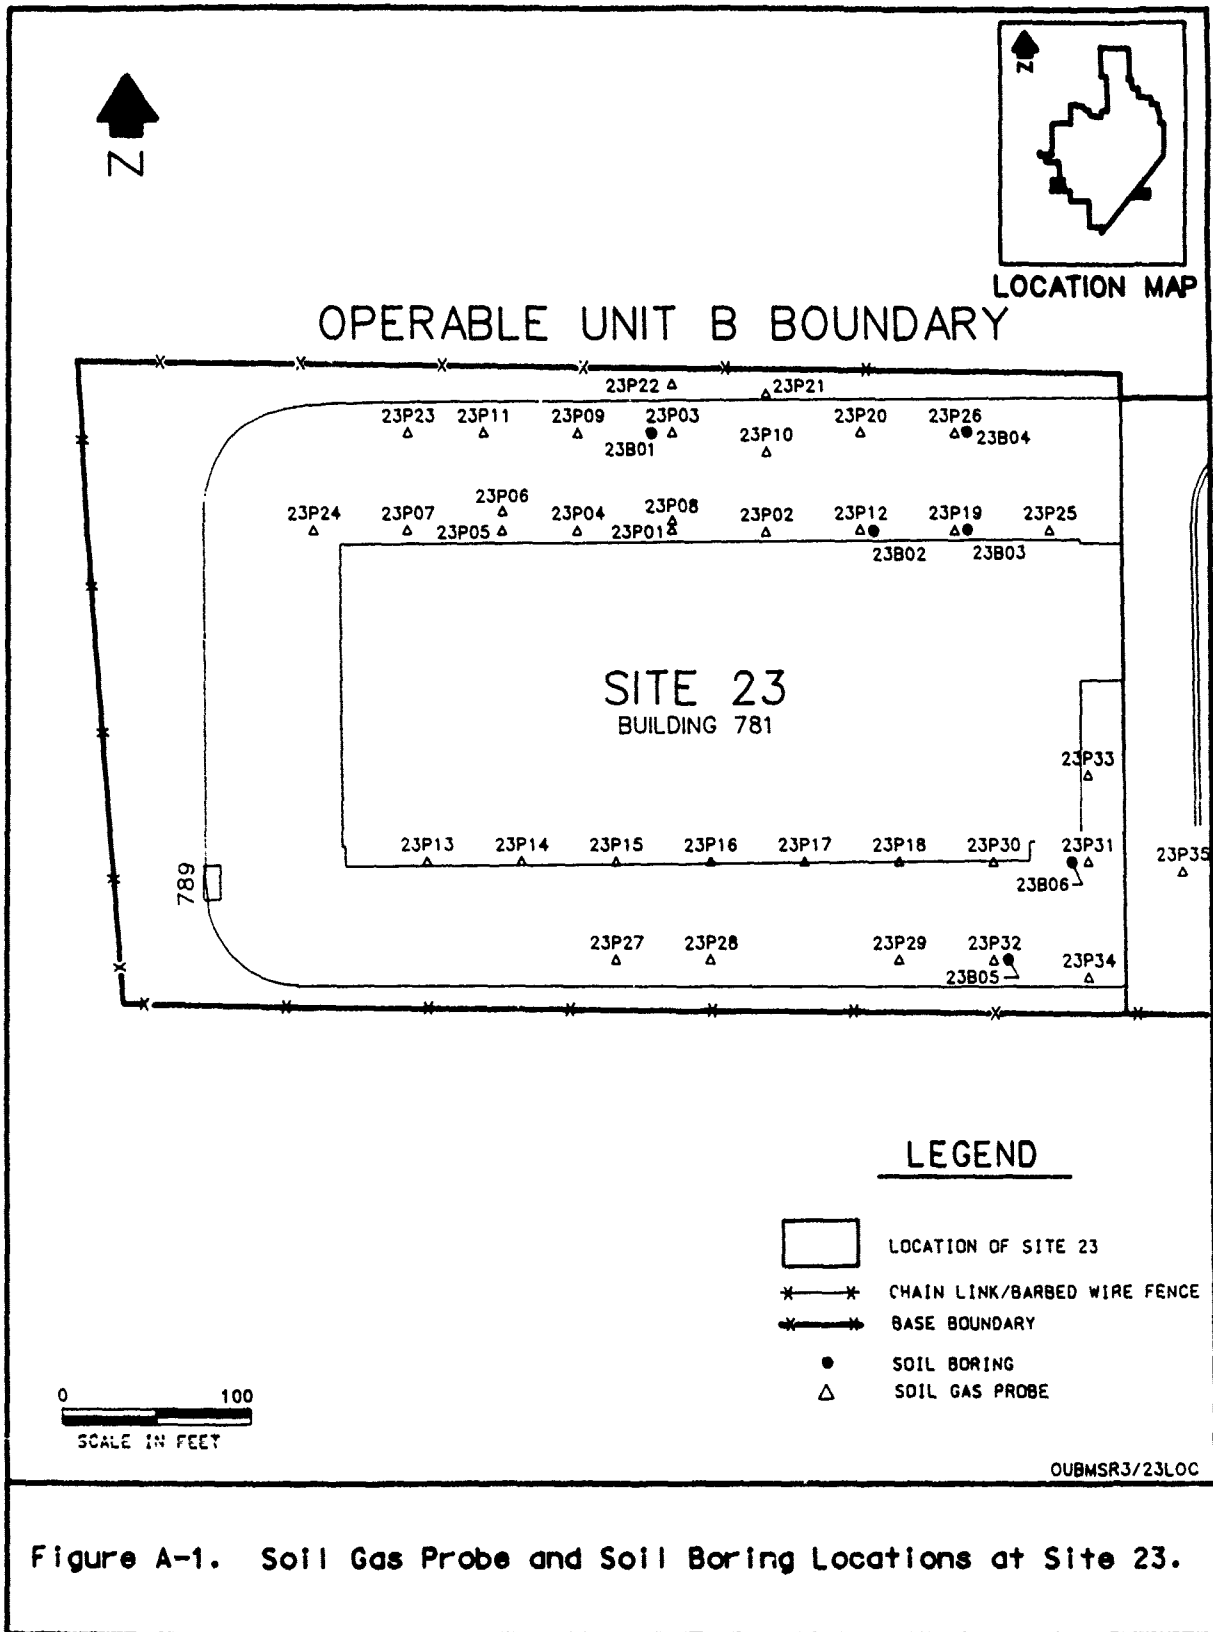 N
N
LOCATION MAP
OPERABLE UNIT B BOUNDARY
23P22
23P21
23P23
23P11
23P09
23P03
23P20
23P26
23B01
23P10
23B04
23P24
23P07
23P06
23P04
23P08
23P02
23P12
23P19
23P25
23P05
23P01
23B02
23B03
SITE 23
BUILDING 781
23P33
23P13
23P14
23P15
23P16
23P17
23P18
23P30
23P31
23P35
789
23B06
23P27
23P28
23P29
23P32
23P34
23B05
LEGEND
LOCATION OF SITE 23
CHAIN LINK/BARBED WIRE FENCE
BASE BOUNDARY
SOIL BORING
SOIL GAS PROBE
0 100
SCALE IN FEET
OUBMSR3/23LOC
Figure A-1. Soil Gas Probe and Soil Boring Locations at Site 23.